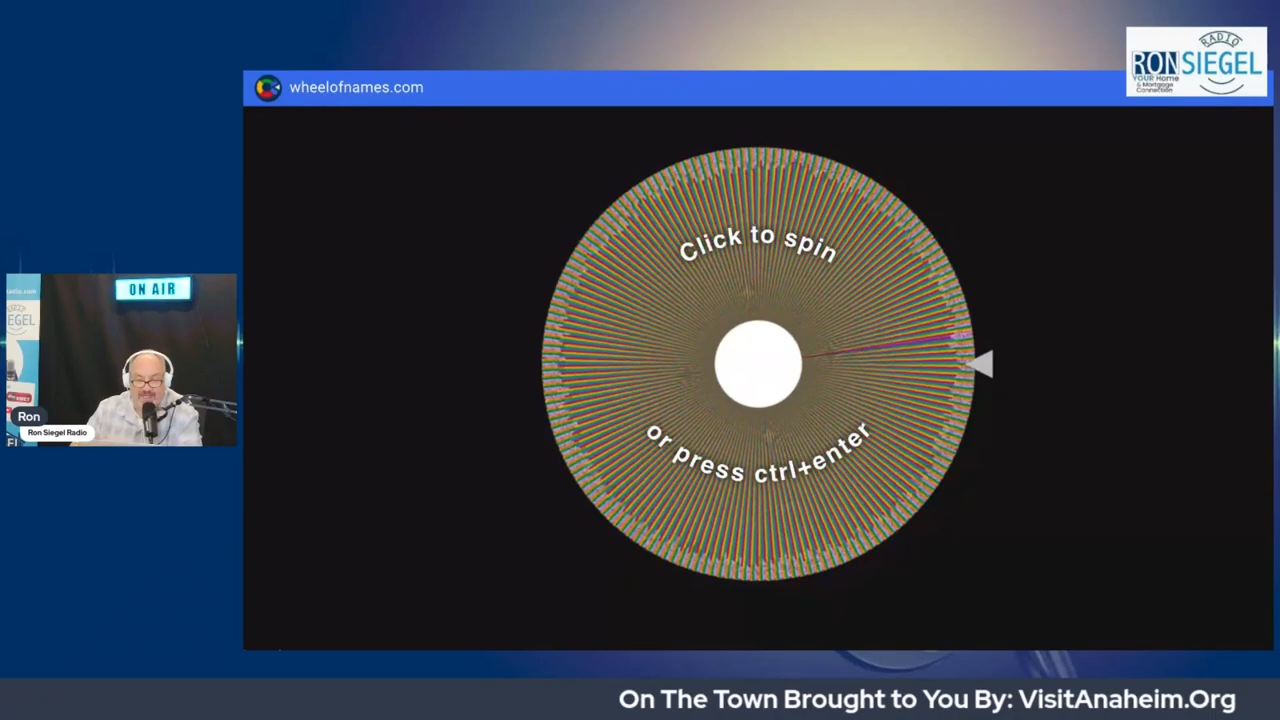 RADIO
RON SIEGEL
YOUR Home
& Mortgage
Connection
wheelofnames.com
Click to spin
or press ctrl+enter
ON AIR
EGEL
Ron
Ron Siegel Radio
On The Town Brought to You By: VisitAnaheim.Org